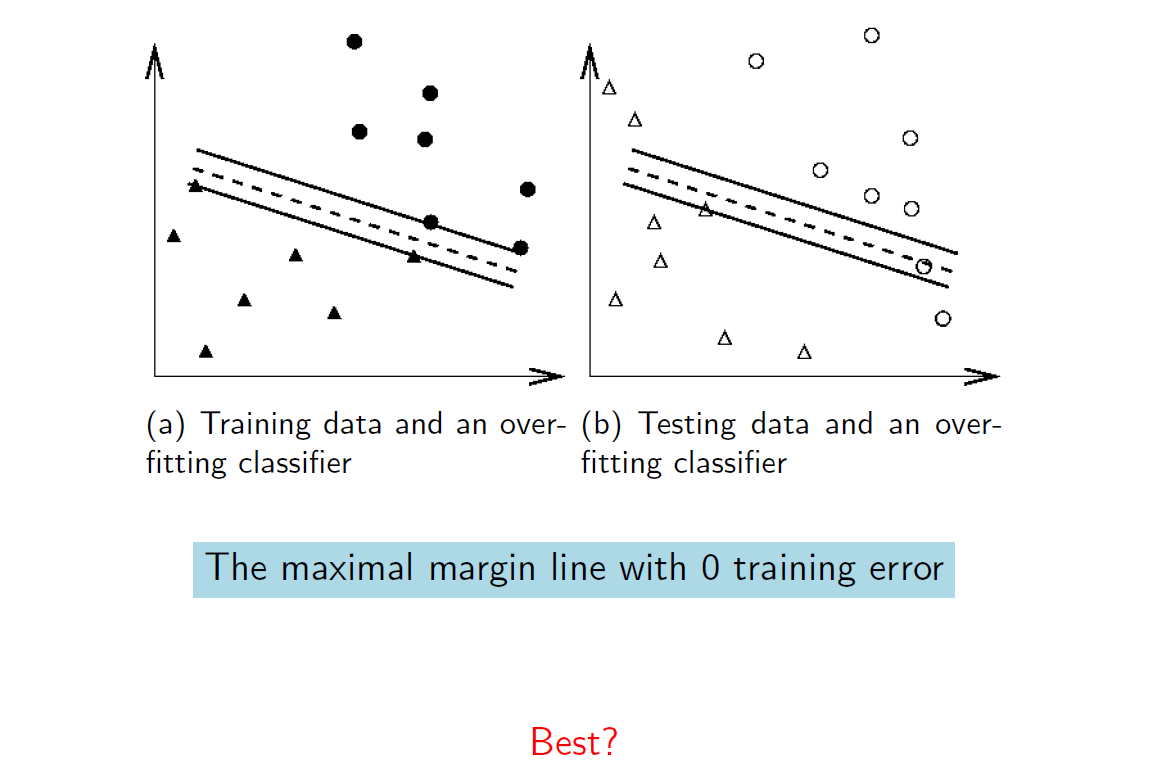 (a) Training data and an over-
fitting classifier
(b) Testing data and an over-
fitting classifier
The maximal margin line with 0 training error
Best?